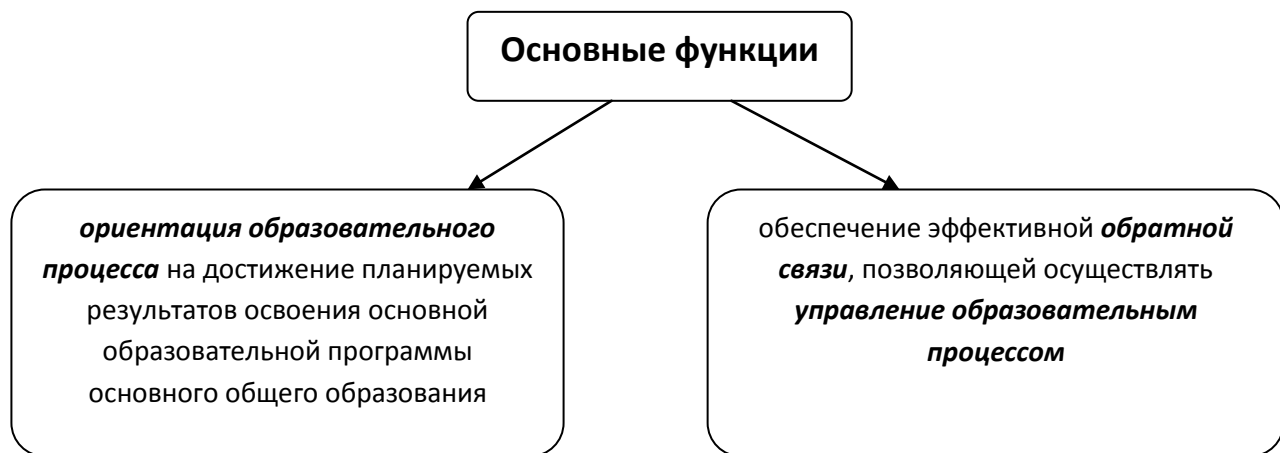 Основные функции
ориентация образовательного
процесса на достижение планируемых
результатов освоения основной
образовательной программы
основного общего образования
обеспечение эффективной обратной
связи, позволяющей осуществлять
управление образовательным
процессом